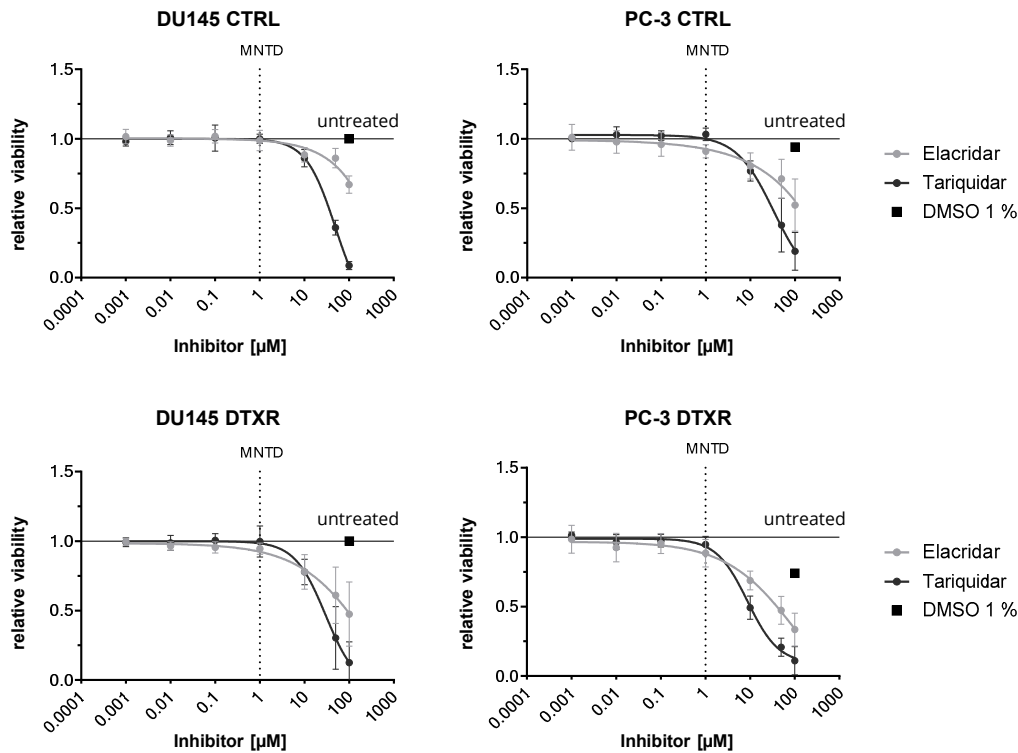 DU145 CTRL
MNTD
1.5
1.0
0.5
0.0
untreated
relative viability
0.0001
0.001
0.01
0.1
1
10
100
1000
Inhibitor [µM]
PC-3 CTRL
MNTD
1.5
1.0
0.5
0.0
untreated
relative viability
0.0001
0.001
0.01
0.1
1
10
100
1000
Inhibitor [µM]
Elacridar
Tariquidar
DMSO 1 %
DU145 DTXR
MNTD
1.5
1.0
0.5
0.0
untreated
relative viability
0.0001
0.001
0.01
0.1
1
10
100
1000
Inhibitor [µM]
PC-3 DTXR
MNTD
1.5
1.0
0.5
0.0
untreated
relative viability
0.0001
0.001
0.01
0.1
1
10
100
1000
Inhibitor [µM]
Elacridar
Tariquidar
DMSO 1 %